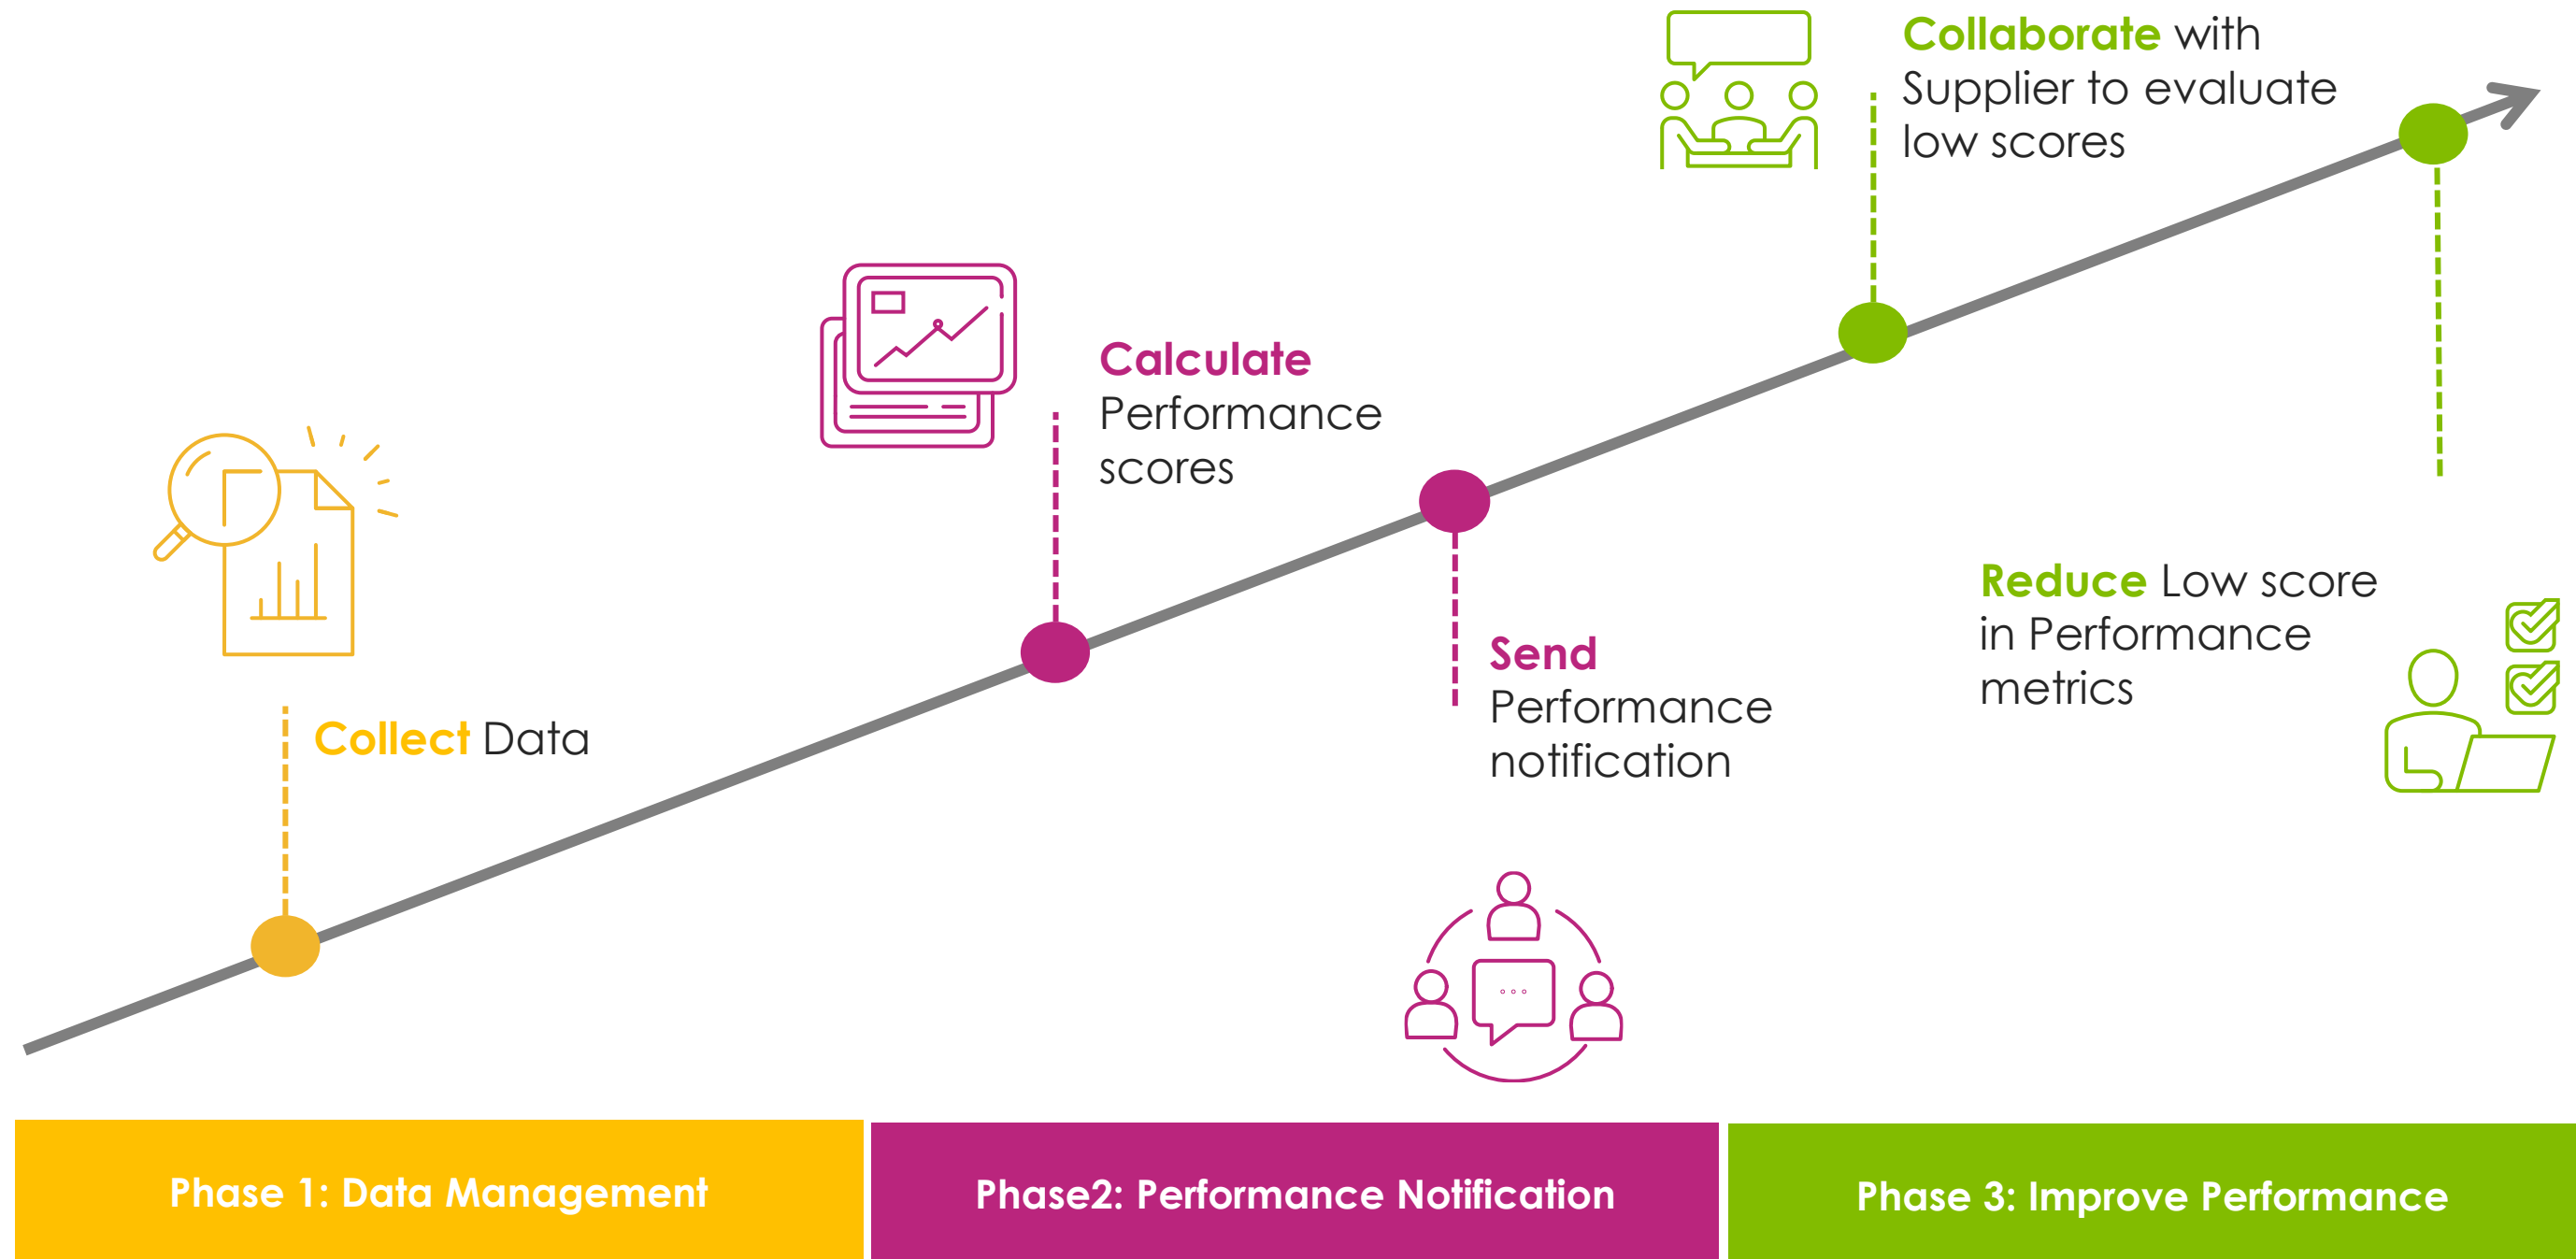 Collaborate with
Supplier to evaluate
low scores
Calculate
Performance
scores
Collect Data
Send
Performance
notification
Reduce Low score
in Performance
metrics
Phase 1: Data Management
Phase2: Performance Notification
Phase 3: Improve Performance